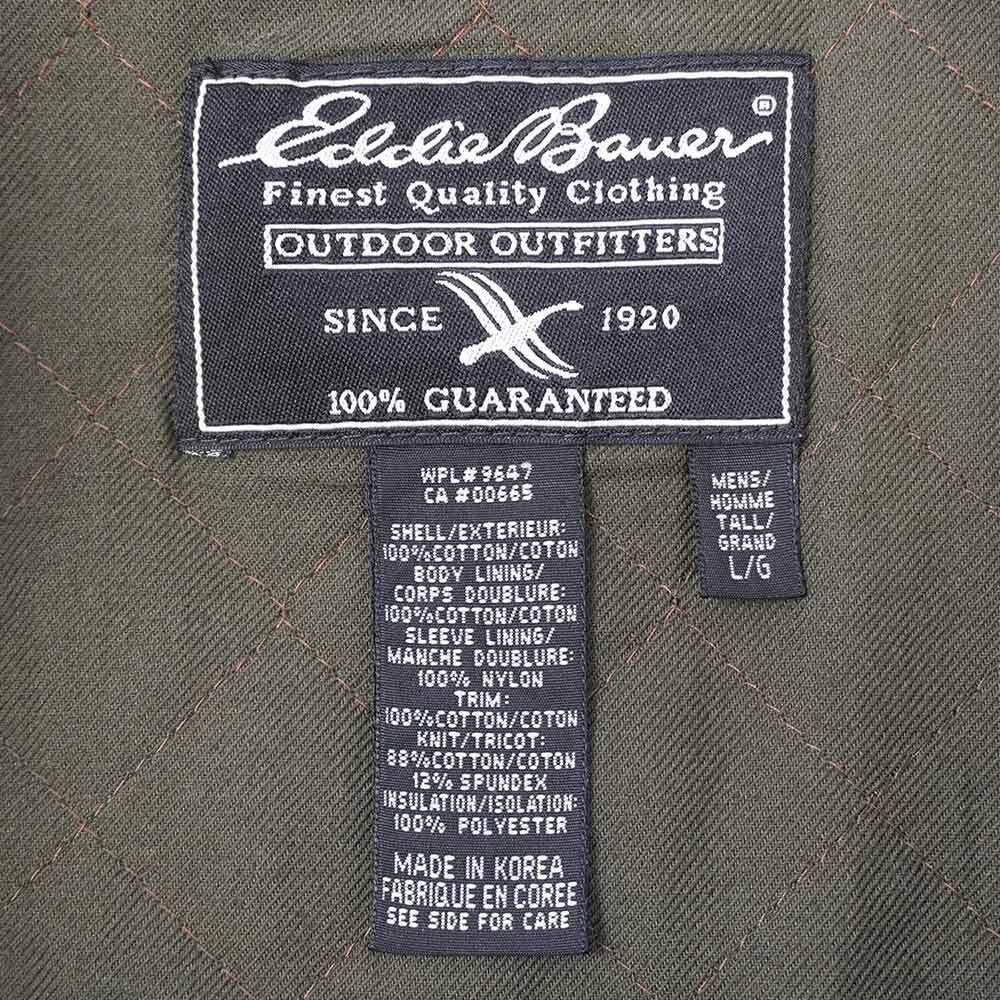 Eddie Bauer®
Finest Quality Clothing
OUTDOOR OUTFITTERS
SINCE 1920
100% GUARANTEED
WPL#9647
CA #00665
SHELL/EXTERIEUR:
100%COTTON/COTON
BODY LINING/
CORPS DOUBLURE:
100%COTTON/COTON
SLEEVE LINING/
MANCHE DOUBLURE:
100% NYLON
TRIM:
100%COTTON/COTON
KNIT/TRICOT:
88%COTTON/COTON
12% SPUNDEX
INSULATION/ISOLATION:
100% POLYESTER
MADE IN KOREA
FABRIQUE EN COREE
SEE SIDE FOR CARE
MENS/
HOMME
TALL/
GRAND
L/G